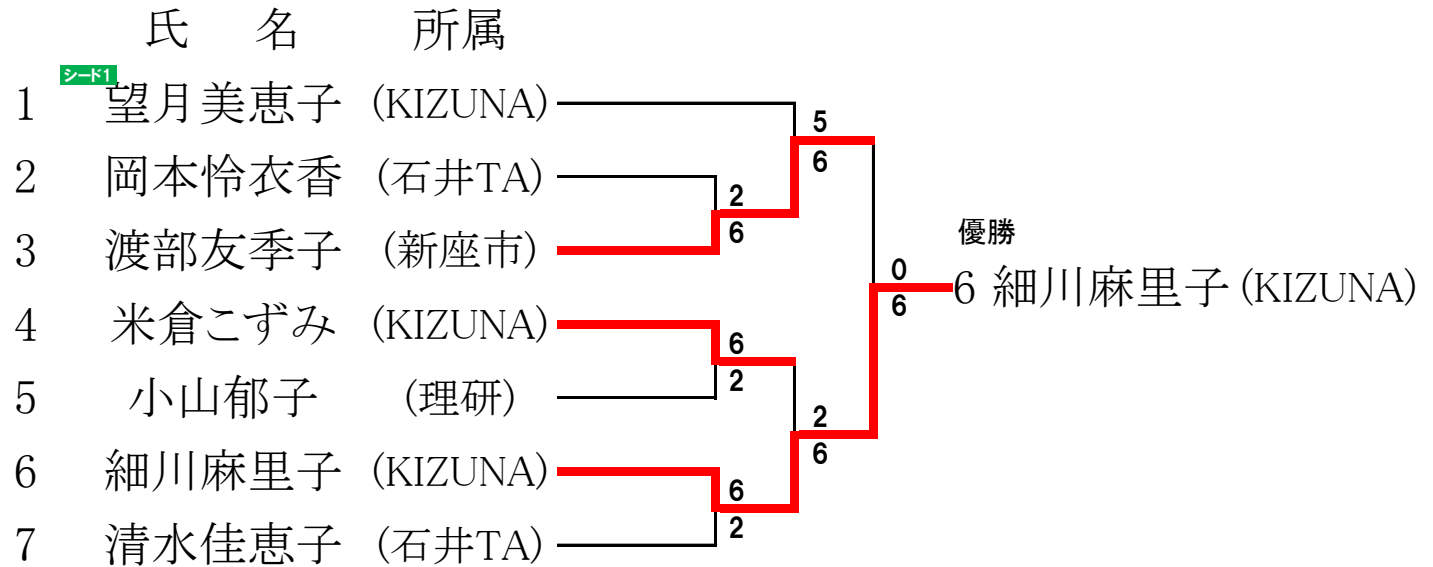 氏 名 所属
シード1
1 望月美恵子 (KIZUNA)
5
6
2 岡本怜衣香 (石井TA)
2
6
3 渡部友季子 (新座市)
優勝
0
6
6 細川麻里子 (KIZUNA)
4 米倉こずみ (KIZUNA)
6
2
5 小山郁子 (理研)
2
6
6 細川麻里子 (KIZUNA)
6
2
7 清水佳恵子 (石井TA)